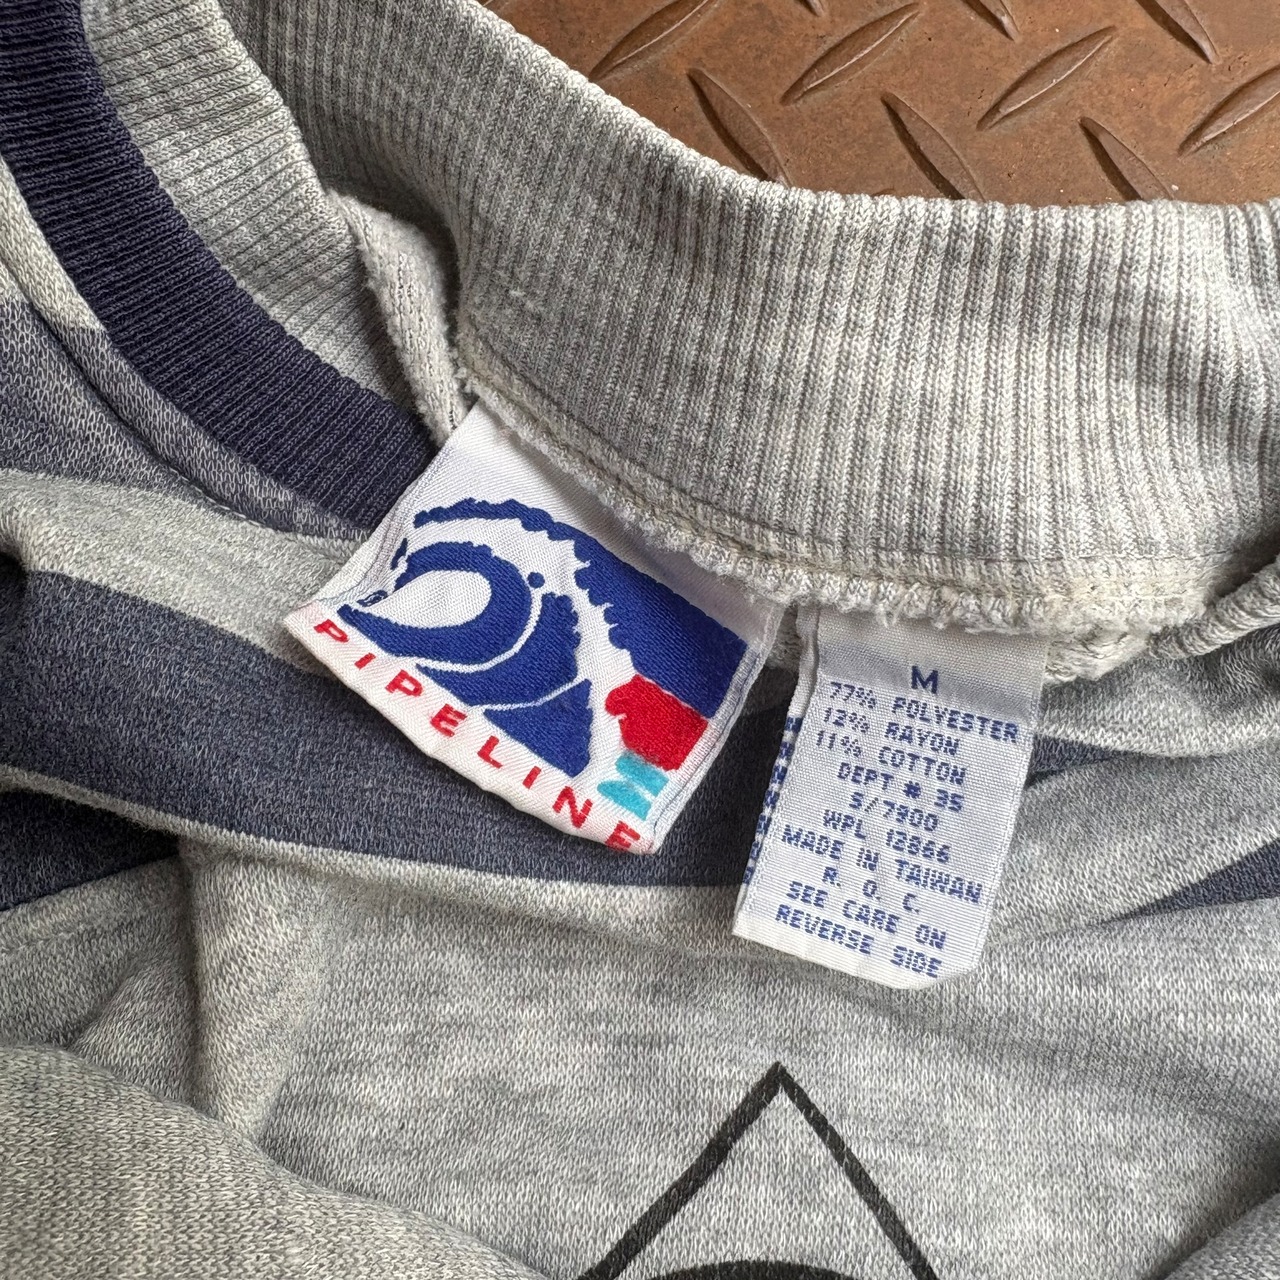 PIPELINE
M
77% POLYESTER
12% RAYON
11% COTTON
DEPT # 35
S/7900
WPL 12866
MADE IN TAIWAN
R. O. C.
SEE CARE ON
REVERSE SIDE